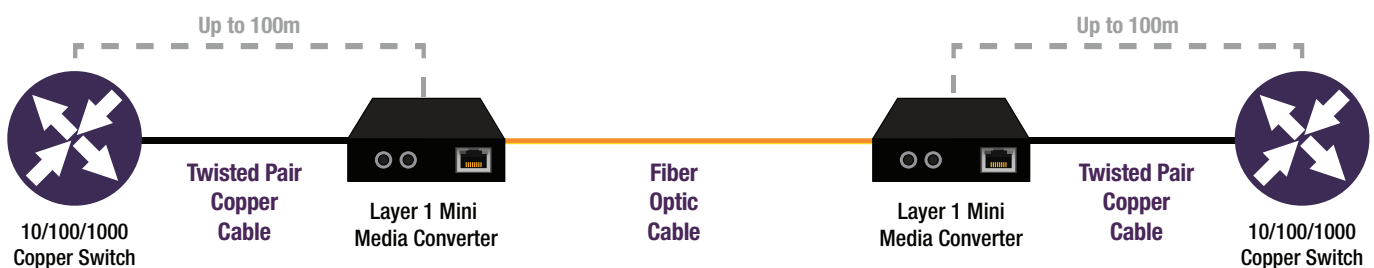 Up to 100m
Up to 100m
Twisted Pair
Copper
Cable
Fiber
Optic
Cable
Twisted Pair
Copper
Cable
10/100/1000
Copper Switch
Layer 1 Mini
Media Converter
Layer 1 Mini
Media Converter
10/100/1000
Copper Switch